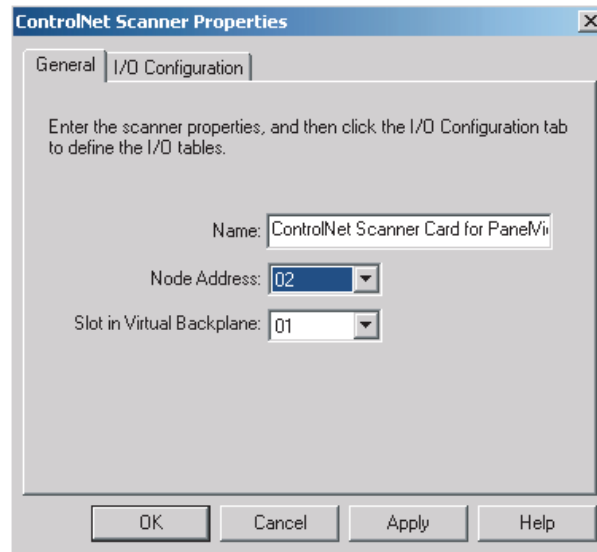 ControlNet Scanner Properties
General
I/O Configuration
Enter the scanner properties, and then click the I/O Configuration tab
to define the I/O tables.
Name: ControlNet Scanner Card for PanelVi
Node Address: 02
Slot in Virtual Backplane: 01
OK
Cancel
Apply
Help